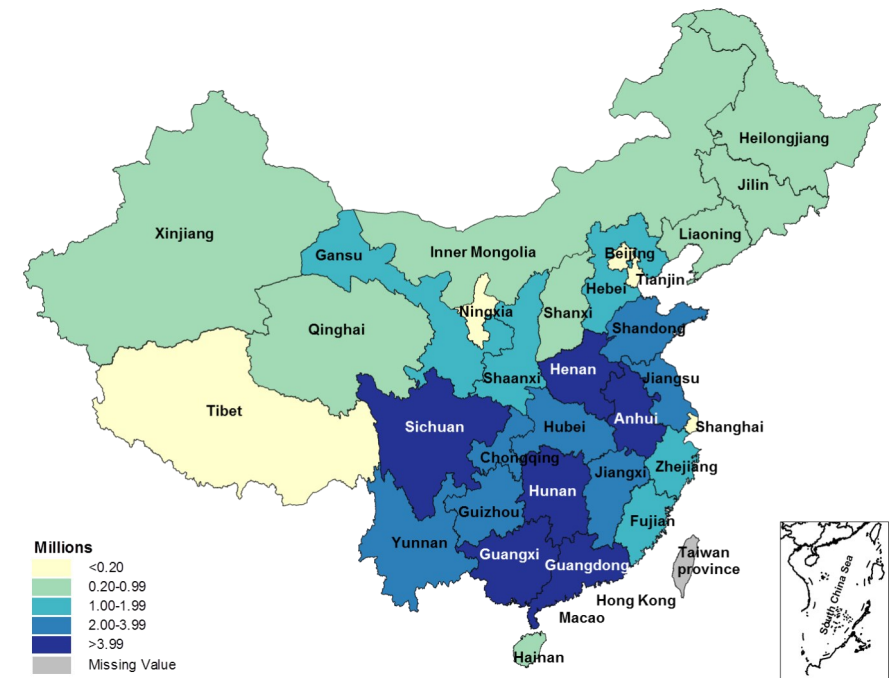 Heilongjiang
Jilin
Xinjiang
Liaoning
Gansu
Inner Mongolia
Beijing
Tianjin
Hebei
Ningxia
Shanxi
Qinghai
Shandong
Henan
Shaanxi
Jiangsu
Tibet
Anhui
Sichuan
Hubei
Shanghai
Chongqing
Zhejiang
Jiangxi
Hunan
Guizhou
Fujian
Yunnan
Guangxi
Guangdong
Taiwan
province
Hong Kong
Macao
Hainan
Millions
<0.20
0.20-0.99
1.00-1.99
2.00-3.99
>3.99
Missing Value
South China Sea